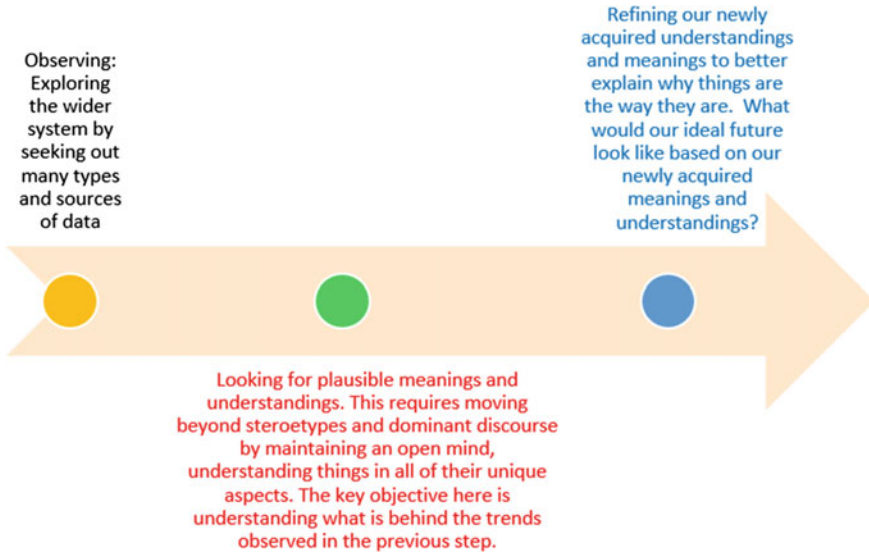 Observing:
Exploring
the wider
system by
seeking out
many types
and sources
of data
Looking for plausible meanings and
understandings. This requires moving
beyond steroetypes and dominant discourse
by maintaining an open mind,
understanding things in all of their unique
aspects. The key objective here is
understanding what is behind the trends
observed in the previous step.
Refining our newly
acquired understandings
and meanings to better
explain why things are
the way they are.  What
would our ideal future
look like based on our
newly acquired
meanings and
understandings?